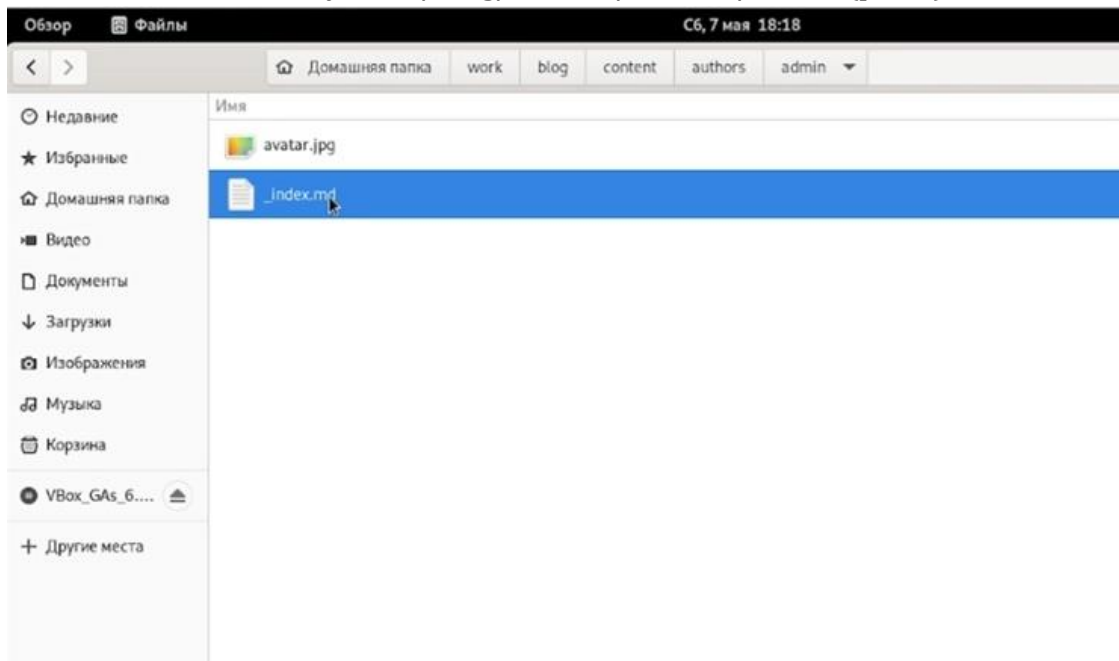 Обзор Файлы Сб, 7 мая 18:18
Домашняя папка work blog content authors admin
Имя
Недавние
avatar.jpg
Избранные
_index.md
Домашняя папка
Видео
Документы
Загрузки
Изображения
Музыка
Корзина
VBox_GAs_6....
Другие места